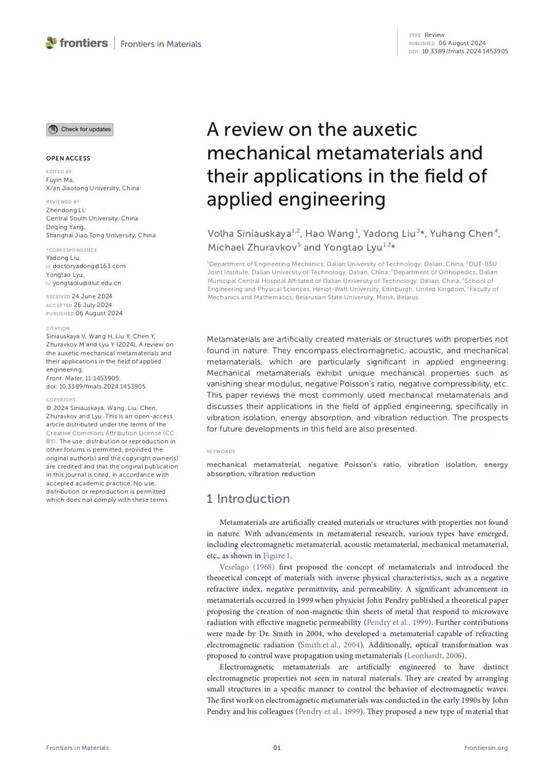 frontiers | Frontiers in Materials
TYPE Review
PUBLISHED 06 August 2024
DOI 10.3389/fmats.2024.1453905
Check for updates
OPEN ACCESS
EDITED BY
Fuyin Ma,
Xi'an Jiaotong University, China
REVIEWED BY
Zhendong Li,
Central South University, China
Deqing Yang,
Shanghai Jiao Tong University, China
*CORRESPONDENCE
Yadong Liu,
doctoryadong@163.com
Yongtao Lyu,
yongtaolu@dlut.edu.cn
RECEIVED 24 June 2024
ACCEPTED 26 July 2024
PUBLISHED 06 August 2024
CITATION
Siniauskaya V, Wang H, Liu Y, Chen Y,
Zhuravkov M and Lyu Y (2024), A review on
the auxetic mechanical metamaterials and
their applications in the field of applied
engineering.
Front. Mater. 11:1453905.
doi: 10.3389/fmats.2024.1453905
COPYRIGHT
© 2024 Siniauskaya, Wang, Liu, Chen,
Zhuravkov and Lyu. This is an open-access
article distributed under the terms of the
Creative Commons Attribution License (CC
BY). The use, distribution or reproduction in
other forums is permitted, provided the
original author(s) and the copyright owner(s)
are credited and that the original publication
in this journal is cited, in accordance with
accepted academic practice. No use,
distribution or reproduction is permitted
which does not comply with these terms.
A review on the auxetic
mechanical metamaterials and
their applications in the field of
applied engineering
Volha Siniauskaya1,2, Hao Wang1, Yadong Liu3*, Yuhang Chen4,
Michael Zhuravkov5 and Yongtao Lyu1,2*
1Department of Engineering Mechanics, Dalian University of Technology, Dalian, China, 2DUT-BSU
Joint Institute, Dalian University of Technology, Dalian, China, 3Department of Orthopedics, Dalian
Municipal Central Hospital Affiliated of Dalian University of Technology, Dalian, China, 4School of
Engineering and Physical Sciences, Heriot-Watt University, Edinburgh, United Kingdom, 5Faculty of
Mechanics and Mathematics, Belarusian State University, Minsk, Belarus
Metamaterials are artificially created materials or structures with properties not
found in nature. They encompass electromagnetic, acoustic, and mechanical
metamaterials, which are particularly significant in applied engineering.
Mechanical metamaterials exhibit unique mechanical properties such as
vanishing shear modulus, negative Poisson's ratio, negative compressibility, etc.
This paper reviews the most commonly used mechanical metamaterials and
discusses their applications in the field of applied engineering, specifically in
vibration isolation, energy absorption, and vibration reduction. The prospects
for future developments in this field are also presented.
KEYWORDS
mechanical metamaterial, negative Poisson's ratio, vibration isolation, energy
absorption, vibration reduction
1 Introduction
Metamaterials are artificially created materials or structures with properties not found
in nature. With advancements in metamaterial research, various types have emerged,
including electromagnetic metamaterial, acoustic metamaterial, mechanical metamaterial,
etc., as shown in Figure 1.
Veselago (1968) first proposed the concept of metamaterials and introduced the
theoretical concept of materials with inverse physical characteristics, such as a negative
refractive index, negative permittivity, and permeability. A significant advancement in
metamaterials occurred in 1999 when physicist John Pendry published a theoretical paper
proposing the creation of non-magnetic thin sheets of metal that respond to microwave
radiation with effective magnetic permeability (Pendry et al., 1999). Further contributions
were made by Dr. Smith in 2004, who developed a metamaterial capable of refracting
electromagnetic radiation (Smith et al., 2004). Additionally, optical transformation was
proposed to control wave propagation using metamaterials (Leonhardt, 2006).
Electromagnetic metamaterials are artificially engineered to have distinct
electromagnetic properties not seen in natural materials. They are created by arranging
small structures in a specific manner to control the behavior of electromagnetic waves.
The first work on electromagnetic metamaterials was conducted in the early 1990s by John
Pendry and his colleagues (Pendry et al., 1999). They proposed a new type of material that
Frontiers in Materials
01
frontiersin.org